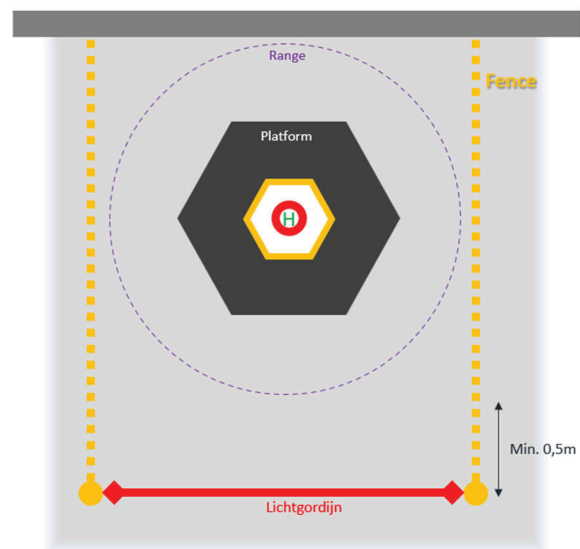 Range
Fence
Platform
H
Min. 0,5m
Lichtgordijn